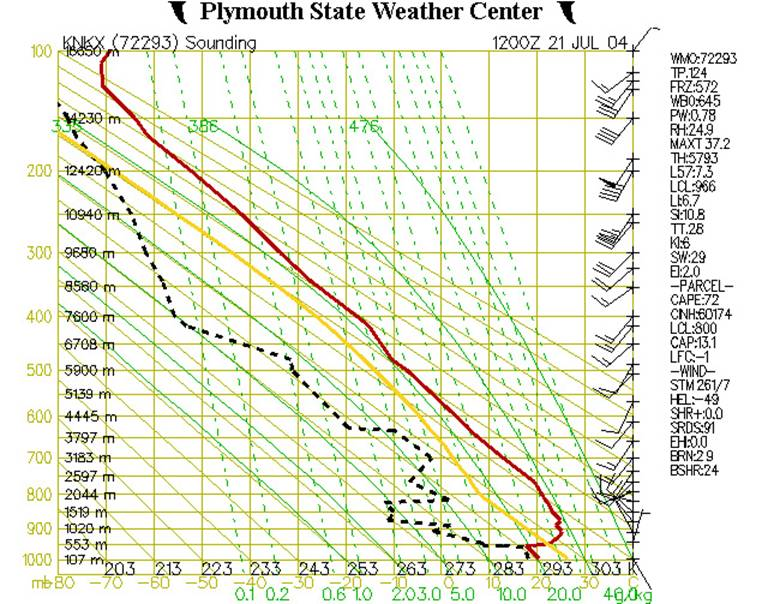 Plymouth State Weather Center
KNKX (72293) Sounding 1200Z 21 JUL 04
100 16650 m
14230 m
386 476
200 12420 m
10940 m
300 9680 m
8560 m
400 7600 m
6708 m
500 5900 m
5139 m
600 4445 m
3797 m
700 3183 m
2597 m
800 2044 m
1519 m
900 1020 m
553 m
1000 107 m
203 213 223 233 243 253 263 273 283 293 303 K
mb -80 -70 -60 -50 -40 -30 -20 -10 0 10 20 30 C
0.1 0.2 0.6 1.0 2.0 3.0 5.0 10.0 20.0 g/kg
WMO:72293
TP:124
FRZ:572
WB0:645
PW:0.78
RH:24.9
MAXT 37.2
TH:5793
L57:7.3
LCL:966
LI:6.7
SI:10.8
TT:28
KI:6
SW:29
EI:2.0
-PARCEL-
CAPE:72
CINH:60174
LCL:800
CAP:13.1
LFC:-1
-WIND-
STM:261/7
HEL:-49
SHR+:0.0
SRDS:91
EHI:0.0
BRN:2.9
BSHR:24